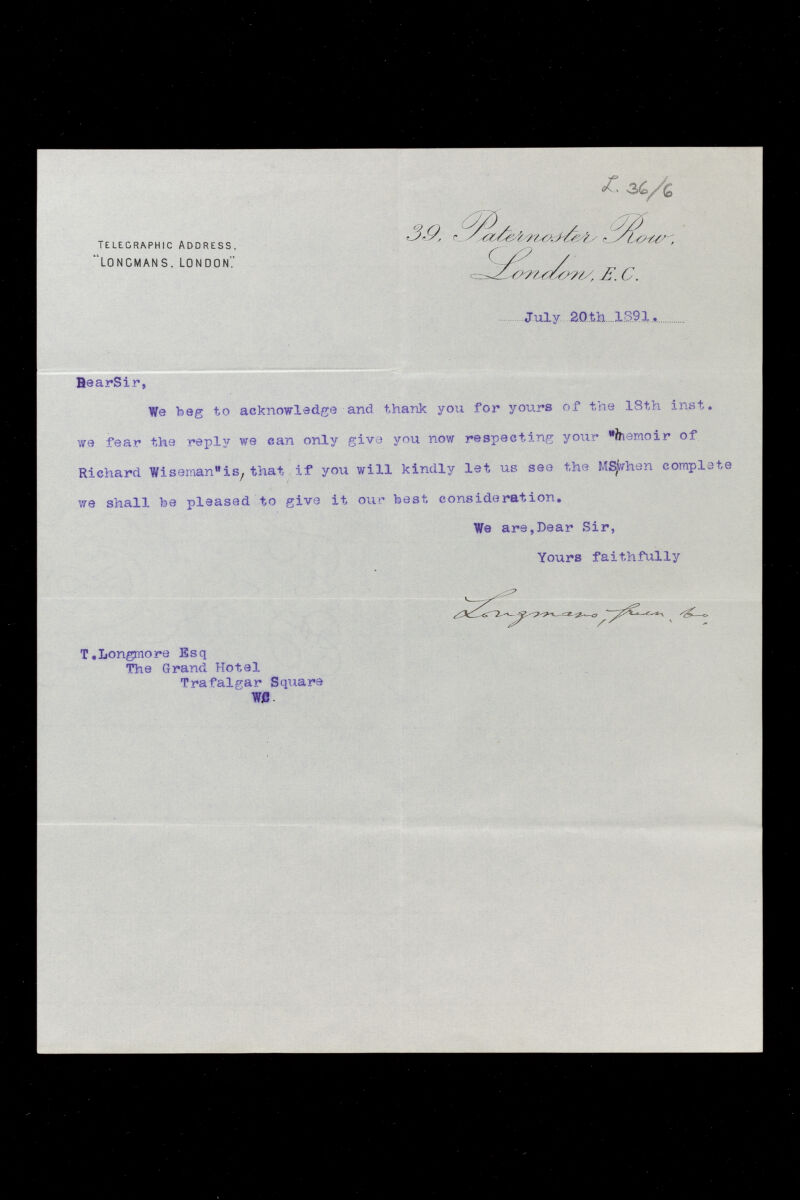 L. 36/6
TELEGRAPHIC ADDRESS,
"LONGMANS, LONDON".
39, Paternoster Row,
London, E.C.
July 20th 1891.
DearSir,
We beg to acknowledge and thank you for yours of the 18th inst.
we fear the reply we can only give you now respecting your "memoir of
Richard Wiseman"is, that if you will kindly let us see the MS, when complete
we shall be pleased to give it our best consideration.
We are,Dear Sir,
Yours faithfully
Longmans, Green, & Co.
T.Longmore Esq
The Grand Hotel
Trafalgar Square
WC.